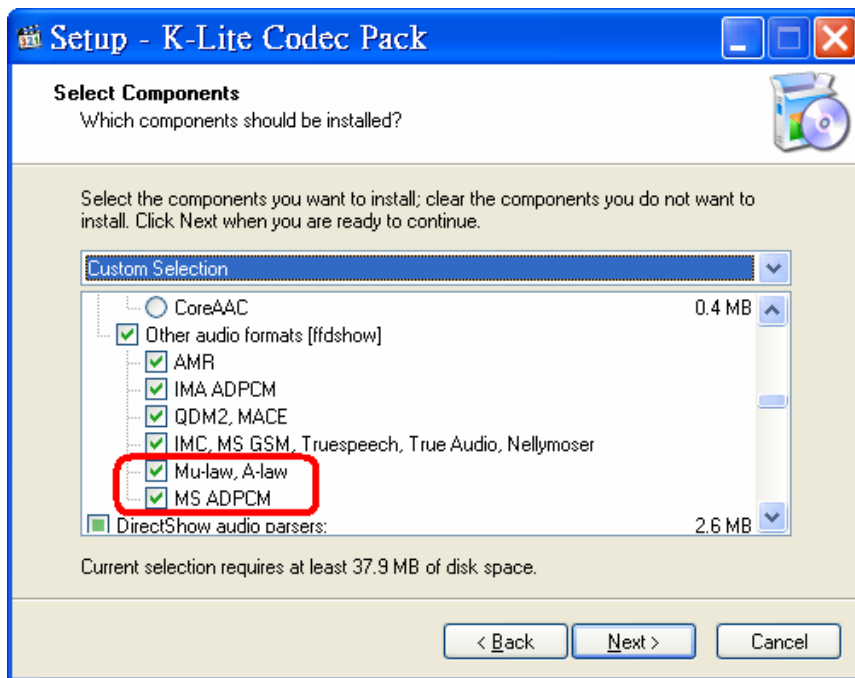 Setup - K-Lite Codec Pack
Select Components
Which components should be installed?
Select the components you want to install; clear the components you do not want to
install. Click Next when you are ready to continue.
Custom Selection
CoreAAC 0.4 MB
Other audio formats [ffdshow]
AMR
IMA ADPCM
QDM2, MACE
IMC, MS GSM, Truespeech, True Audio, Nellymoser
Mu-law, A-law
MS ADPCM
DirectShow audio parsers: 2.6 MB
Current selection requires at least 37.9 MB of disk space.
< Back Next > Cancel